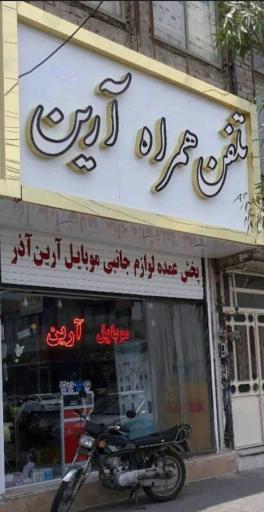 تلفن همراه آرین
پخش عمده لوازم جانبی موبایل آرین آذر
موبایل آرین